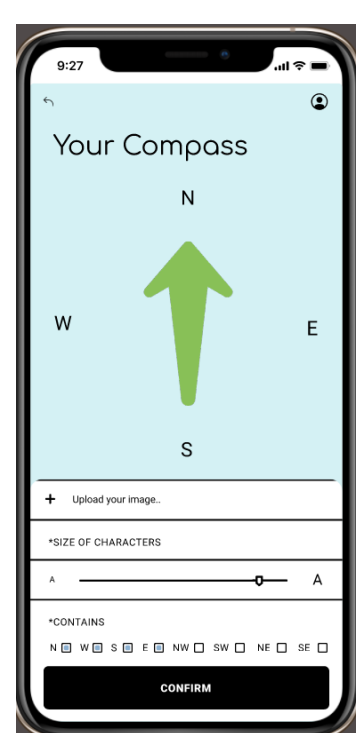 9:27
Your Compass
N
W E
S
+ Upload your image..
*SIZE OF CHARACTERS
A A
*CONTAINS
N W S E NW SW NE SE
CONFIRM